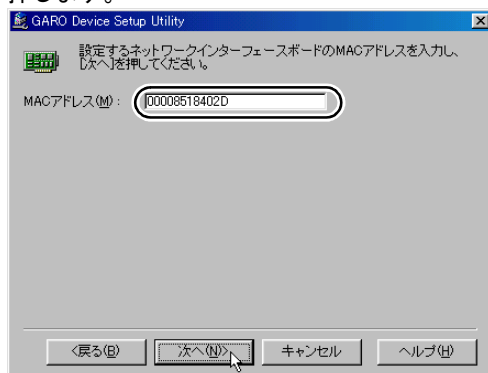 押します。
GARO Device Setup Utility
設定するネットワークインターフェースボードのMACアドレスを入力し、
[次へ]を押してください。
MACアドレス(M)： 00008518402D
<戻る(B) 次へ(N)> キャンセル ヘルプ(H)